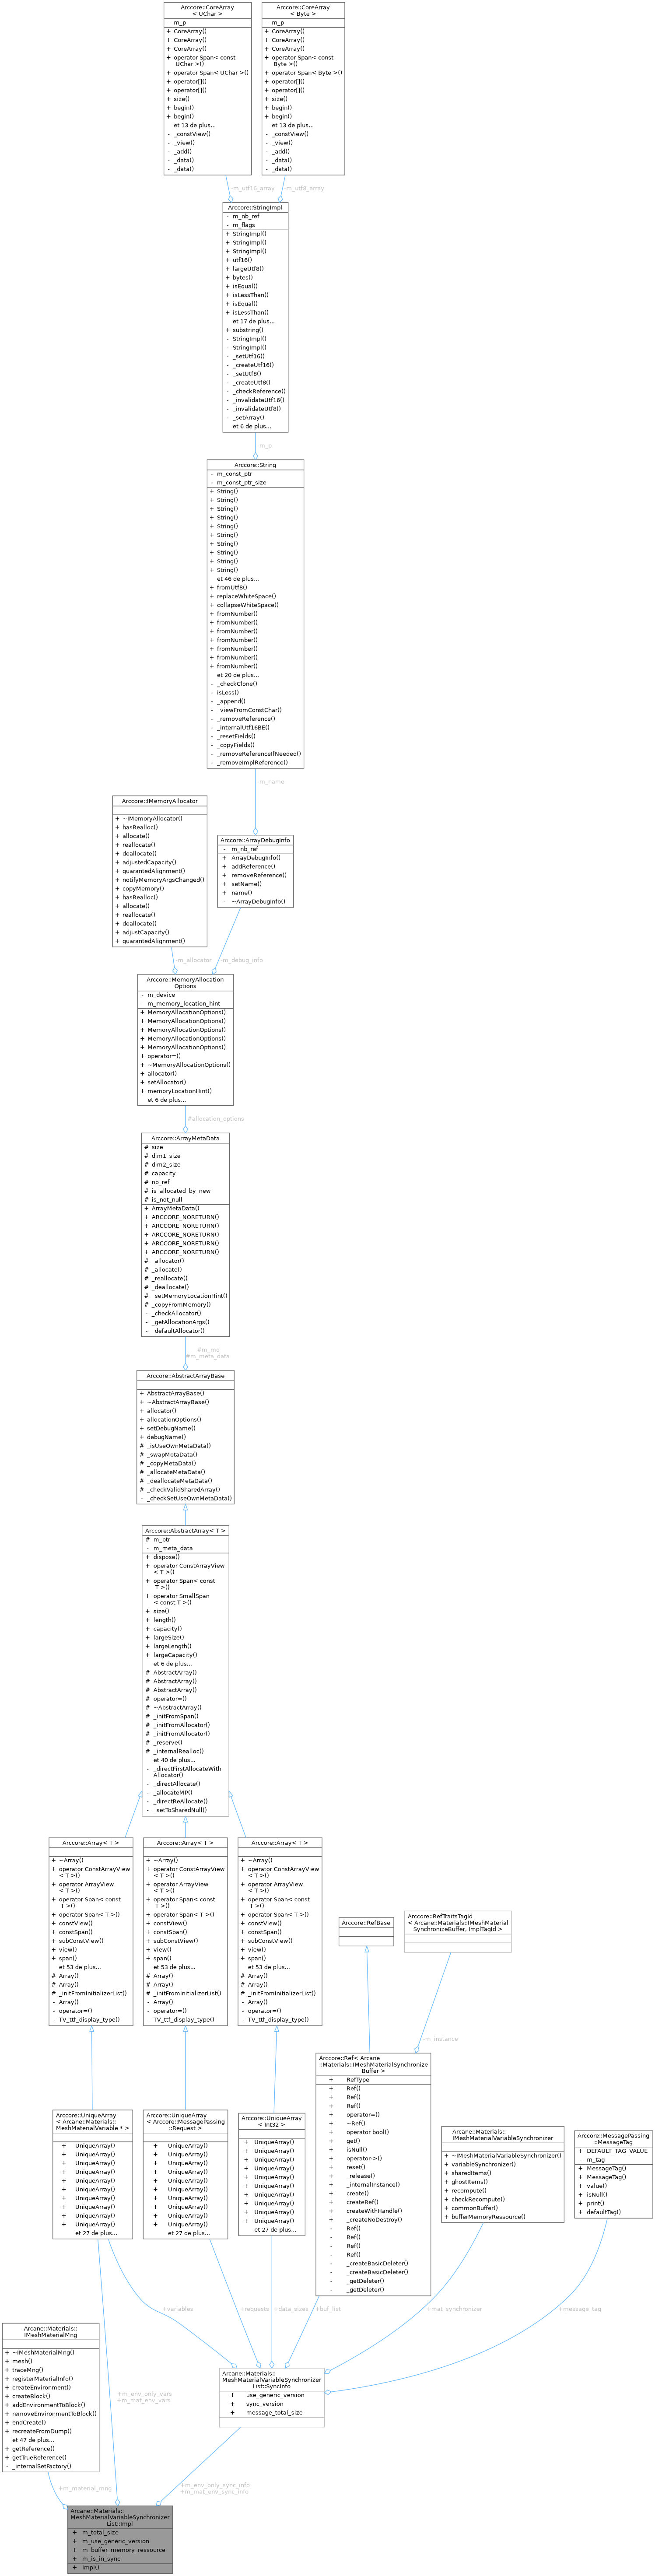 Arccore::CoreArray
< UChar >
- m_p
+ CoreArray()
+ CoreArray()
+ CoreArray()
+ operator Span< const
UChar >()
+ operator Span< UChar >()
+ operator[]()
+ operator[]()
+ size()
+ begin()
+ begin()
et 13 de plus...
- _constView()
- _view()
- _add()
- _data()
- _data()
Arccore::CoreArray
< Byte >
- m_p
+ CoreArray()
+ CoreArray()
+ CoreArray()
+ operator Span< const
Byte >()
+ operator Span< Byte >()
+ operator[]()
+ operator[]()
+ size()
+ begin()
+ begin()
et 13 de plus...
- _constView()
- _view()
- _add()
- _data()
- _data()
-m_utf16_array
-m_utf8_array
Arccore::StringImpl
- m_nb_ref
- m_flags
+ StringImpl()
+ StringImpl()
+ StringImpl()
+ utf16()
+ largeUtf8()
+ bytes()
+ isEqual()
+ isLessThan()
+ isEqual()
+ isLessThan()
et 17 de plus...
+ substring()
- StringImpl()
- StringImpl()
- _setUtf16()
- _createUtf16()
- _setUtf8()
- _createUtf8()
- _checkReference()
- _invalidateUtf16()
- _invalidateUtf8()
- _setArray()
et 6 de plus...
-m_p
Arccore::String
- m_const_ptr
- m_const_ptr_size
+ String()
+ String()
+ String()
+ String()
+ String()
+ String()
+ String()
+ String()
+ String()
+ String()
et 46 de plus...
+ fromUtf8()
+ replaceWhiteSpace()
+ collapseWhiteSpace()
+ fromNumber()
+ fromNumber()
+ fromNumber()
+ fromNumber()
+ fromNumber()
+ fromNumber()
+ fromNumber()
et 20 de plus...
- _checkClone()
- isLess()
- _append()
- _viewFromConstChar()
- _removeReference()
- _internalUtf16BE()
- _resetFields()
- _copyFields()
- _removeReferenceIfNeeded()
- _removeImplReference()
-m_name
Arccore::IMemoryAllocator
+ ~IMemoryAllocator()
+ hasRealloc()
+ allocate()
+ reallocate()
+ deallocate()
+ adjustedCapacity()
+ guarantedAlignment()
+ notifyMemoryArgsChanged()
+ copyMemory()
+ hasRealloc()
+ allocate()
+ reallocate()
+ deallocate()
+ adjustCapacity()
+ guarantedAlignment()
Arccore::ArrayDebugInfo
- m_nb_ref
+ ArrayDebugInfo()
+ addReference()
+ removeReference()
+ setName()
+ name()
- ~ArrayDebugInfo()
-m_allocator
-m_debug_info
Arccore::MemoryAllocation
Options
- m_device
- m_memory_location_hint
+ MemoryAllocationOptions()
+ MemoryAllocationOptions()
+ MemoryAllocationOptions()
+ MemoryAllocationOptions()
+ MemoryAllocationOptions()
+ operator=()
+ ~MemoryAllocationOptions()
+ allocator()
+ setAllocator()
+ memoryLocationHint()
et 6 de plus...
#allocation_options
Arccore::ArrayMetaData
# size
# dim1_size
# dim2_size
# capacity
# nb_ref
# is_allocated_by_new
# is_not_null
+ ArrayMetaData()
+ ARCCORE_NORETURN()
+ ARCCORE_NORETURN()
+ ARCCORE_NORETURN()
+ ARCCORE_NORETURN()
+ ARCCORE_NORETURN()
# _allocator()
# _allocate()
# _reallocate()
# _deallocate()
# _setMemoryLocationHint()
# _copyFromMemory()
- _checkAllocator()
- _getAllocationArgs()
- _defaultAllocator()
#m_md
#m_meta_data
Arccore::AbstractArrayBase
+ AbstractArrayBase()
+ ~AbstractArrayBase()
+ allocator()
+ allocationOptions()
+ setDebugName()
+ debugName()
# _isUseOwnMetaData()
# _swapMetaData()
# _copyMetaData()
# _allocateMetaData()
# _deallocateMetaData()
# _checkValidSharedArray()
- _checkSetUseOwnMetaData()
Arccore::AbstractArray< T >
# m_ptr
- m_meta_data
+ dispose()
+ operator ConstArrayView
< T >()
+ operator Span< const
T >()
+ operator SmallSpan
< const T >()
+ size()
+ length()
+ capacity()
+ largeSize()
+ largeLength()
+ largeCapacity()
et 6 de plus...
# AbstractArray()
# AbstractArray()
# AbstractArray()
# operator=()
# ~AbstractArray()
# _initFromSpan()
# _initFromAllocator()
# _initFromAllocator()
# _reserve()
# _internalRealloc()
et 40 de plus...
- _directFirstAllocateWith
Allocator()
- _directAllocate()
- _allocateMP()
- _directReAllocate()
- _setToSharedNull()
Arccore::Array< T >
+ ~Array()
+ operator ConstArrayView
< T >()
+ operator ArrayView
< T >()
+ operator Span< const
T >()
+ operator Span< T >()
+ constView()
+ constSpan()
+ subConstView()
+ view()
+ span()
et 53 de plus...
# Array()
# Array()
# _initFromInitializerList()
- Array()
- operator=()
- TV_ttf_display_type()
Arccore::Array< T >
+ ~Array()
+ operator ConstArrayView
< T >()
+ operator ArrayView
< T >()
+ operator Span< const
T >()
+ operator Span< T >()
+ constView()
+ constSpan()
+ subConstView()
+ view()
+ span()
et 53 de plus...
# Array()
# Array()
# _initFromInitializerList()
- Array()
- operator=()
- TV_ttf_display_type()
Arccore::Array< T >
+ ~Array()
+ operator ConstArrayView
< T >()
+ operator ArrayView
< T >()
+ operator Span< const
T >()
+ operator Span< T >()
+ constView()
+ constSpan()
+ subConstView()
+ view()
+ span()
et 53 de plus...
# Array()
# Array()
# _initFromInitializerList()
- Array()
- operator=()
- TV_ttf_display_type()
Arccore::RefBase
Arccore::RefTraitsTagId
< Arcane::Materials::IMeshMaterial
SynchronizeBuffer, ImplTagId >
-m_instance
Arccore::UniqueArray
< Arcane::Materials::
MeshMaterialVariable * >
+ UniqueArray()
+ UniqueArray()
+ UniqueArray()
+ UniqueArray()
+ UniqueArray()
+ UniqueArray()
+ UniqueArray()
+ UniqueArray()
+ UniqueArray()
+ UniqueArray()
et 27 de plus...
Arccore::UniqueArray
< Arccore::MessagePassing
::Request >
+ UniqueArray()
+ UniqueArray()
+ UniqueArray()
+ UniqueArray()
+ UniqueArray()
+ UniqueArray()
+ UniqueArray()
+ UniqueArray()
+ UniqueArray()
+ UniqueArray()
et 27 de plus...
Arccore::UniqueArray
< Int32 >
+ UniqueArray()
+ UniqueArray()
+ UniqueArray()
+ UniqueArray()
+ UniqueArray()
+ UniqueArray()
+ UniqueArray()
+ UniqueArray()
+ UniqueArray()
+ UniqueArray()
et 27 de plus...
Arccore::Ref< Arcane
::Materials::IMeshMaterialSynchronize
Buffer >
+ RefType
+ Ref()
+ Ref()
+ Ref()
+ operator=()
+ ~Ref()
+ operator bool()
+ get()
+ isNull()
+ operator->()
+ reset()
+ _release()
+ _internalInstance()
+ create()
+ createRef()
+ createWithHandle()
+ _createNoDestroy()
- Ref()
- Ref()
- Ref()
- Ref()
- _createBasicDeleter()
- _createBasicDeleter()
- _getDeleter()
- _getDeleter()
Arcane::Materials::
IMeshMaterialVariableSynchronizer
+ ~IMeshMaterialVariableSynchronizer()
+ variableSynchronizer()
+ sharedItems()
+ ghostItems()
+ recompute()
+ checkRecompute()
+ commonBuffer()
+ bufferMemoryRessource()
Arccore::MessagePassing
::MessageTag
+ DEFAULT_TAG_VALUE
- m_tag
+ MessageTag()
+ MessageTag()
+ value()
+ isNull()
+ print()
+ defaultTag()
+variables
+requests
+data_sizes
+buf_list
+mat_synchronizer
+message_tag
Arcane::Materials::
IMeshMaterialMng
+ ~IMeshMaterialMng()
+ mesh()
+ traceMng()
+ registerMaterialInfo()
+ createEnvironment()
+ createBlock()
+ addEnvironmentToBlock()
+ removeEnvironmentToBlock()
+ endCreate()
+ recreateFromDump()
et 47 de plus...
+ getReference()
+ getTrueReference()
- _internalSetFactory()
Arcane::Materials::
MeshMaterialVariableSynchronizer
List::SyncInfo
+ use_generic_version
+ sync_version
+ message_total_size
+m_env_only_vars
+m_mat_env_vars
+m_material_mng
+m_env_only_sync_info
+m_mat_env_sync_info
Arcane::Materials::
MeshMaterialVariableSynchronizer
List::Impl
+ m_total_size
+ m_use_generic_version
+ m_buffer_memory_ressource
+ m_is_in_sync
+ Impl()